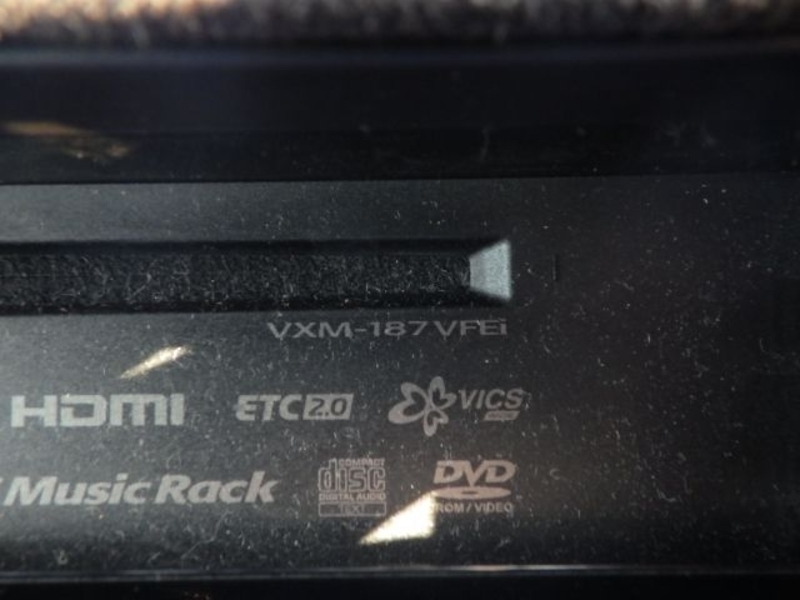 VXM-187VFEi
HDMI ETC2.0 VICS
Music Rack COMPACT disc DIGITAL AUDIO TEXT DVD ROM/VIDEO